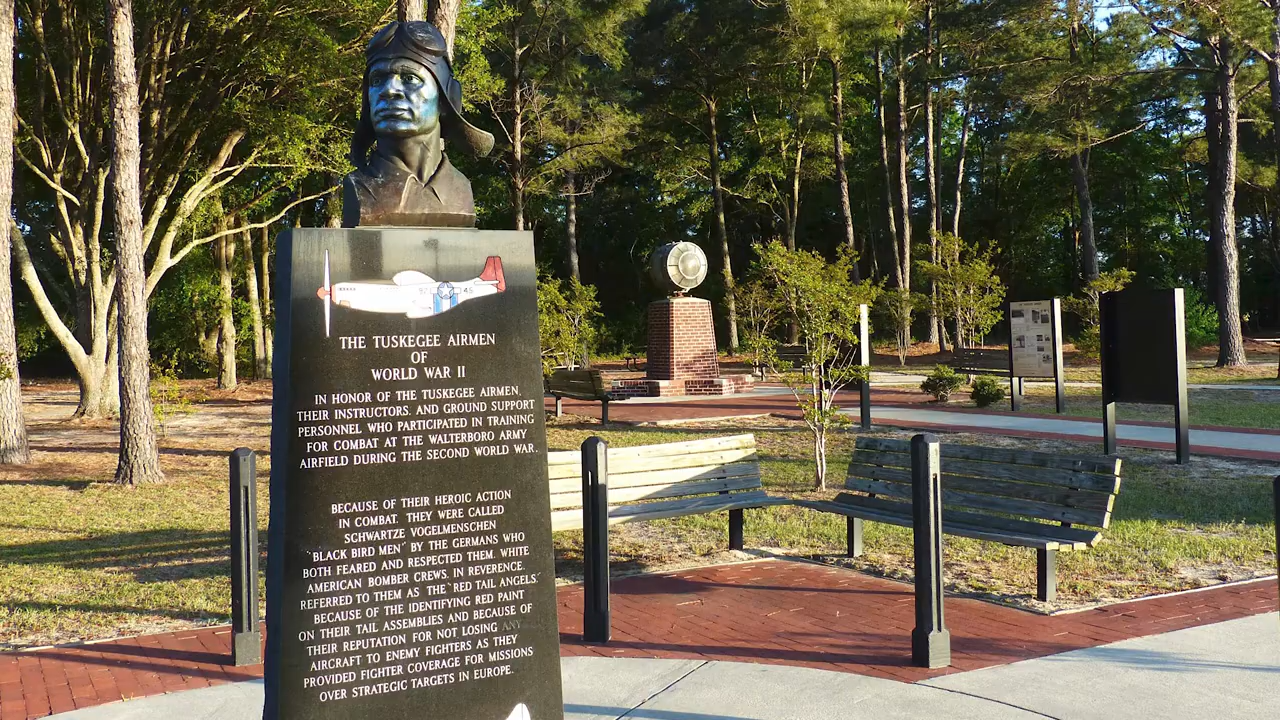 THE TUSKEGEE AIRMEN
OF
WORLD WAR II
IN HONOR OF THE TUSKEGEE AIRMEN,
THEIR INSTRUCTORS, AND GROUND SUPPORT
PERSONNEL WHO PARTICIPATED IN TRAINING
FOR COMBAT AT THE WALTERBORO ARMY
AIRFIELD DURING THE SECOND WORLD WAR.
BECAUSE OF THEIR HEROIC ACTION
IN COMBAT, THEY WERE CALLED
SCHWARTZE VOGELMENSCHEN
"BLACK BIRD MEN" BY THE GERMANS WHO
BOTH FEARED AND RESPECTED THEM. WHITE
AMERICAN BOMBER CREWS, IN REVERENCE,
REFERRED TO THEM AS THE "RED TAIL ANGELS,"
BECAUSE OF THE IDENTIFYING RED PAINT
ON THEIR TAIL ASSEMBLIES AND BECAUSE OF
THEIR REPUTATION FOR NOT LOSING ANY
AIRCRAFT TO ENEMY FIGHTERS AS THEY
PROVIDED FIGHTER COVERAGE FOR MISSIONS
OVER STRATEGIC TARGETS IN EUROPE.